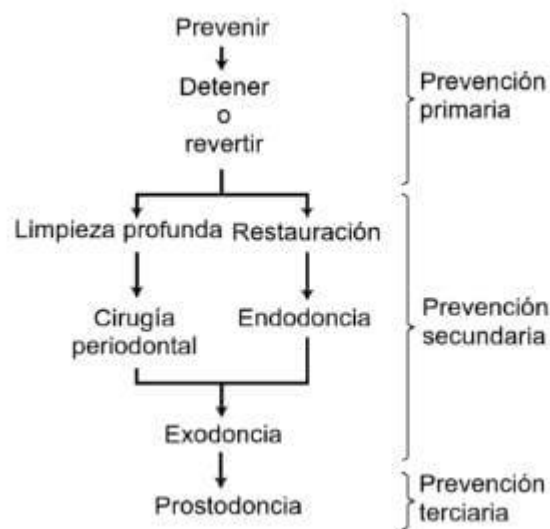 Prevenir
Detener
o
revertir
Prevención
primaria
Limpieza profunda
Restauración
Cirugía
periodontal
Endodoncia
Prevención
secundaria
Exodoncia
Prostodoncia
Prevención
terciaria